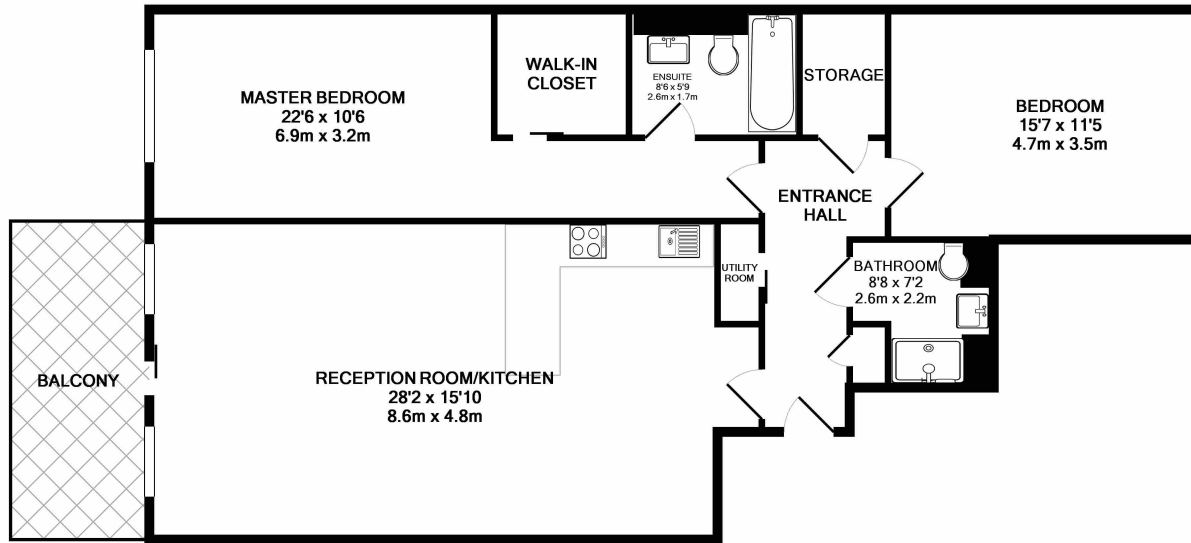 MASTER BEDROOM
22'6 x 10'6
6.9m x 3.2m
WALK-IN
CLOSET
ENSUITE
8'6 x 5'9
2.6m x 1.7m
STORAGE
BEDROOM
15'7 x 11'5
4.7m x 3.5m
ENTRANCE
HALL
UTILITY
ROOM
BATHROOM
8'8 x 7'2
2.6m x 2.2m
BALCONY
RECEPTION ROOM/KITCHEN
28'2 x 15'10
8.6m x 4.8m